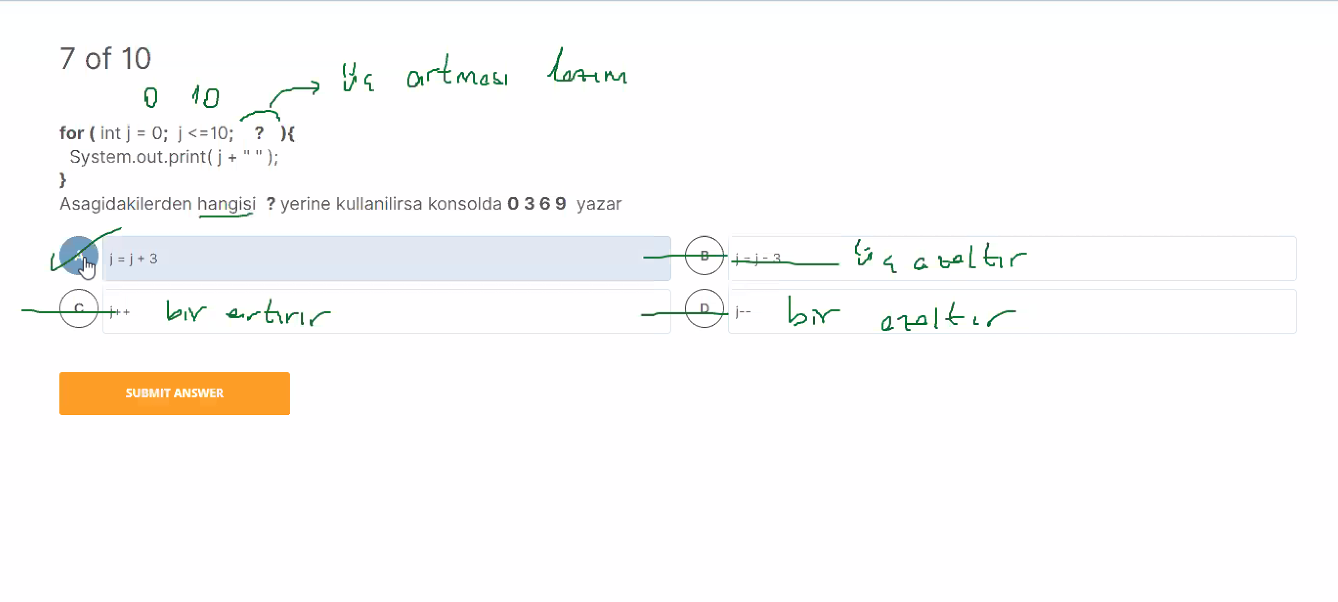 7 of 10
üç artması lazım
0 10
for ( int j = 0; j <=10; ? ){
System.out.print( j + " " );
}
Asagidakilerden hangisi ? yerine kullanilirsa konsolda 0 3 6 9 yazar
j = j + 3
B j = j - 3 üç azaltır
C j++ bir artırır
D j-- bir azaltır
SUBMIT ANSWER